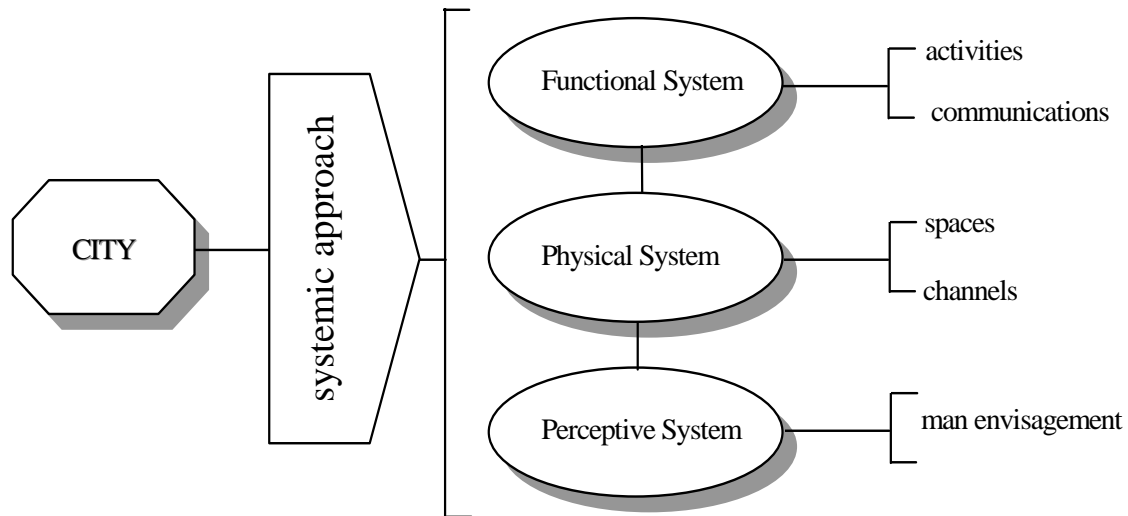 CITY
systemic approach
Functional System
activities
communications
Physical System
spaces
channels
Perceptive System
man envisagement